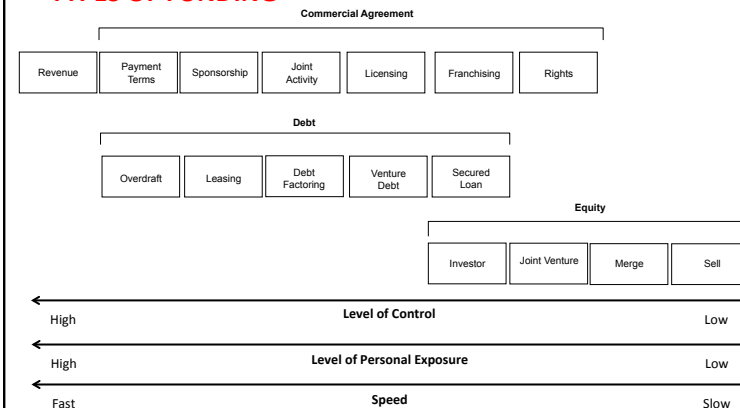 Commercial Agreement
Revenue
Payment
Terms
Sponsorship
Joint
Activity
Licensing
Franchising
Rights
Debt
Overdraft
Leasing
Debt
Factoring
Venture
Debt
Secured
Loan
Equity
Investor
Joint Venture
Merge
Sell
Level of Control
High
Low
Level of Personal Exposure
High
Low
Speed
Fast
Slow